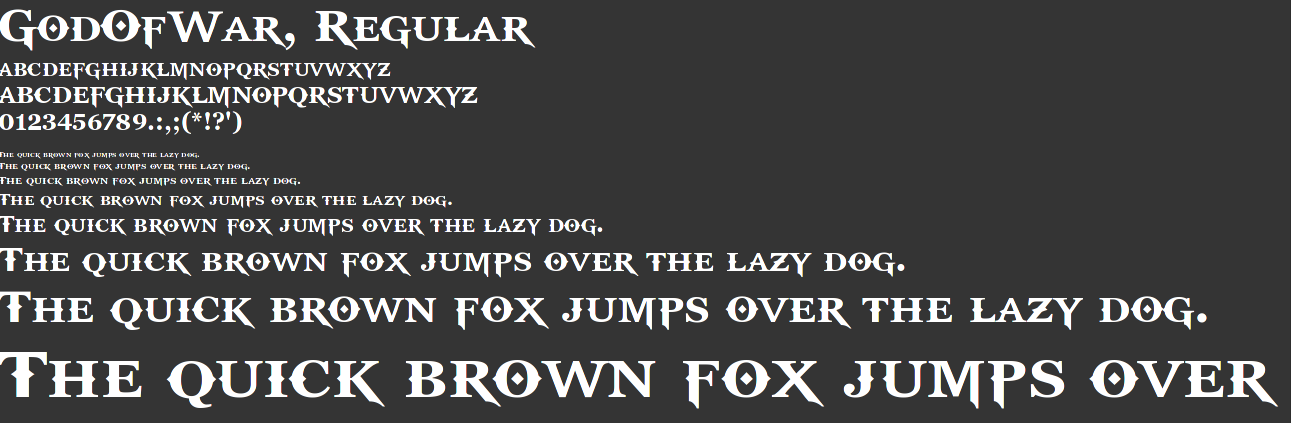 GodOfWar, Regular
abcdefghijklmnopqrstuvwxyz
ABCDEFGHIJKLMNOPQRSTUVWXYZ
0123456789.:,;(*!?')
The quick brown fox jumps over the lazy dog.
The quick brown fox jumps over the lazy dog.
The quick brown fox jumps over the lazy dog.
The quick brown fox jumps over the lazy dog.
The quick brown fox jumps over the lazy dog.
The quick brown fox jumps over the lazy dog.
The quick brown fox jumps over the lazy dog.
The quick brown fox jumps over